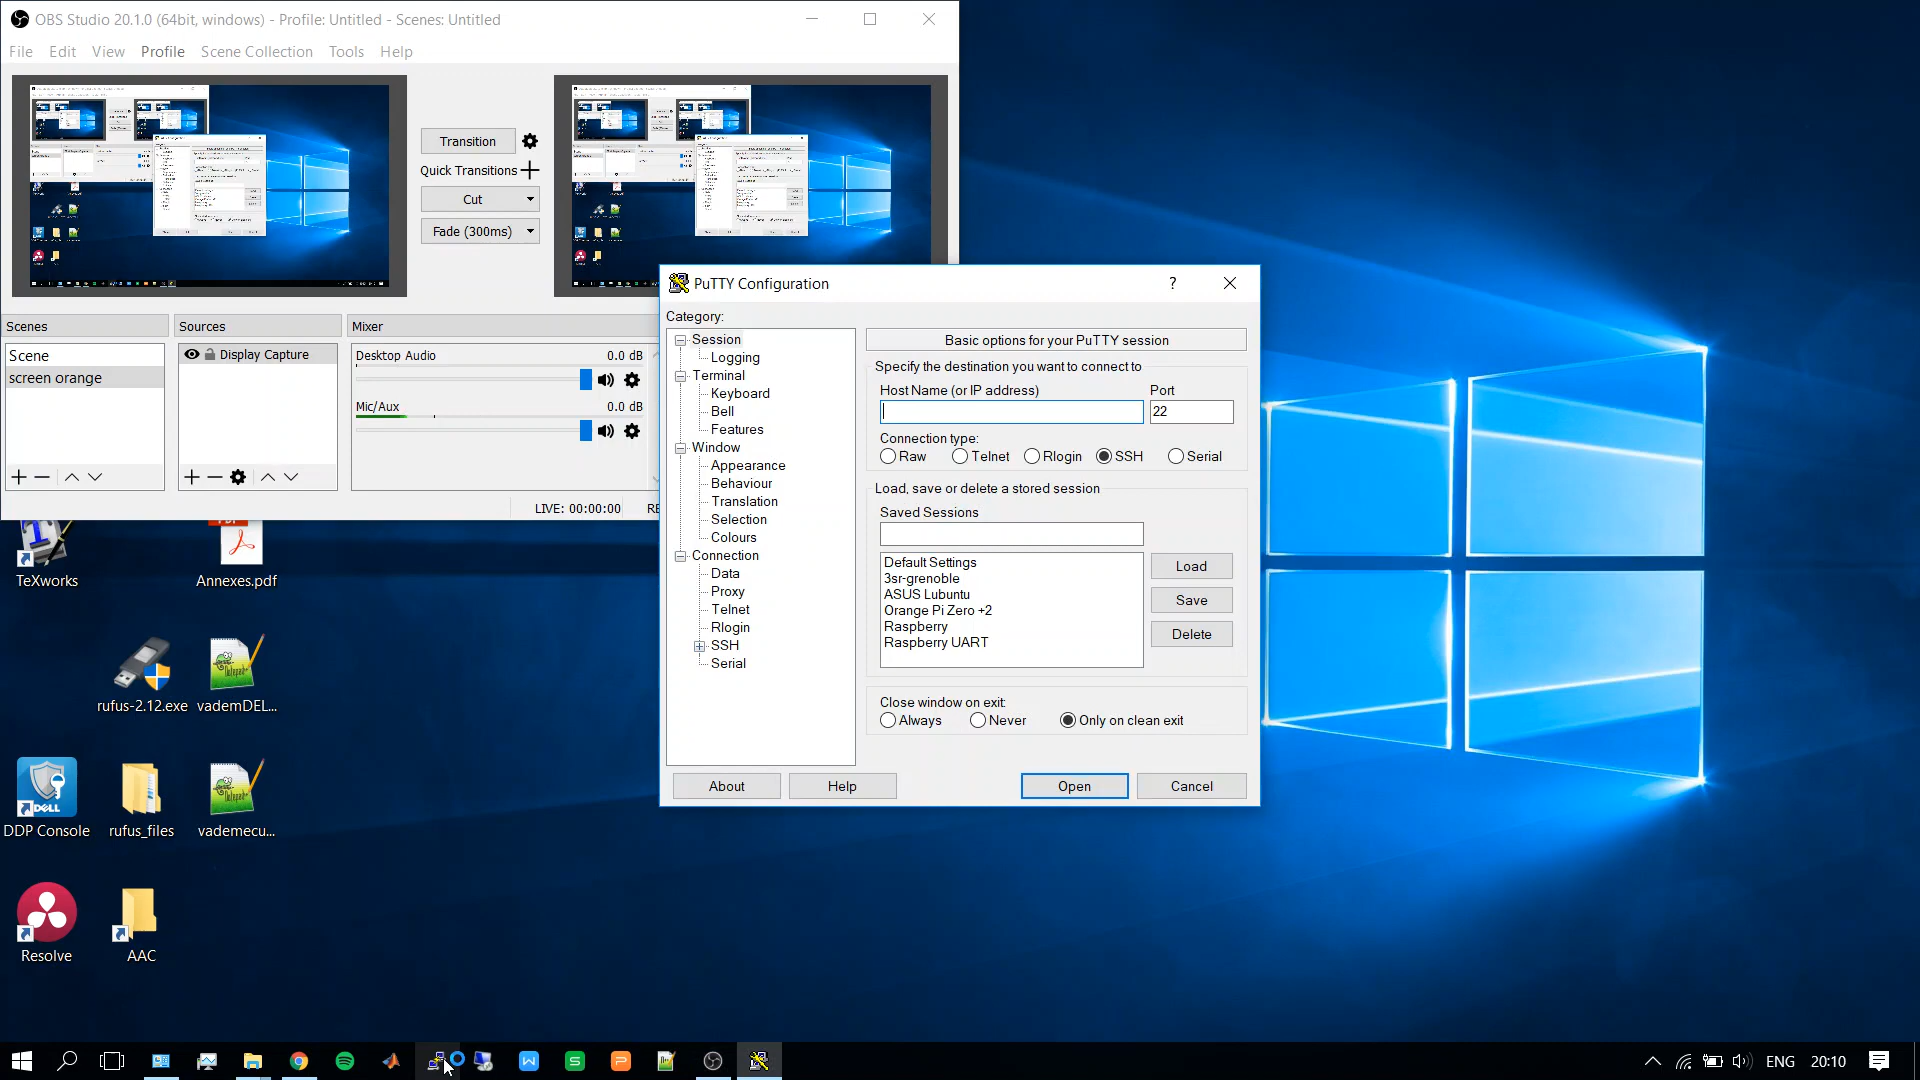 OBS Studio 20.1.0 (64bit, windows) - Profile: Untitled - Scenes: Untitled
File Edit View Profile Scene Collection Tools Help
Transition
Quick Transitions
Cut
Fade (300ms)
Scenes
Sources
Mixer
Scene
screen orange
Display Capture
Desktop Audio 0.0 dB
Mic/Aux 0.0 dB
LIVE: 00:00:00
RE
PuTTY Configuration
?
Category:
Session
Logging
Terminal
Keyboard
Bell
Features
Window
Appearance
Behaviour
Translation
Selection
Colours
Connection
Data
Proxy
Telnet
Rlogin
SSH
Serial
Basic options for your PuTTY session
Specify the destination you want to connect to
Host Name (or IP address) Port
22
Connection type:
Raw Telnet Rlogin SSH Serial
Load, save or delete a stored session
Saved Sessions
Default Settings
3sr-grenoble
ASUS Lubuntu
Orange Pi Zero +2
Raspberry
Raspberry UART
Load
Save
Delete
Close window on exit:
Always Never Only on clean exit
About Help Open Cancel
TeXworks
Annexes.pdf
rufus-2.12.exe
vademDEL...
DDP Console
rufus_files
vademecu...
Resolve
AAC
ENG
20:10